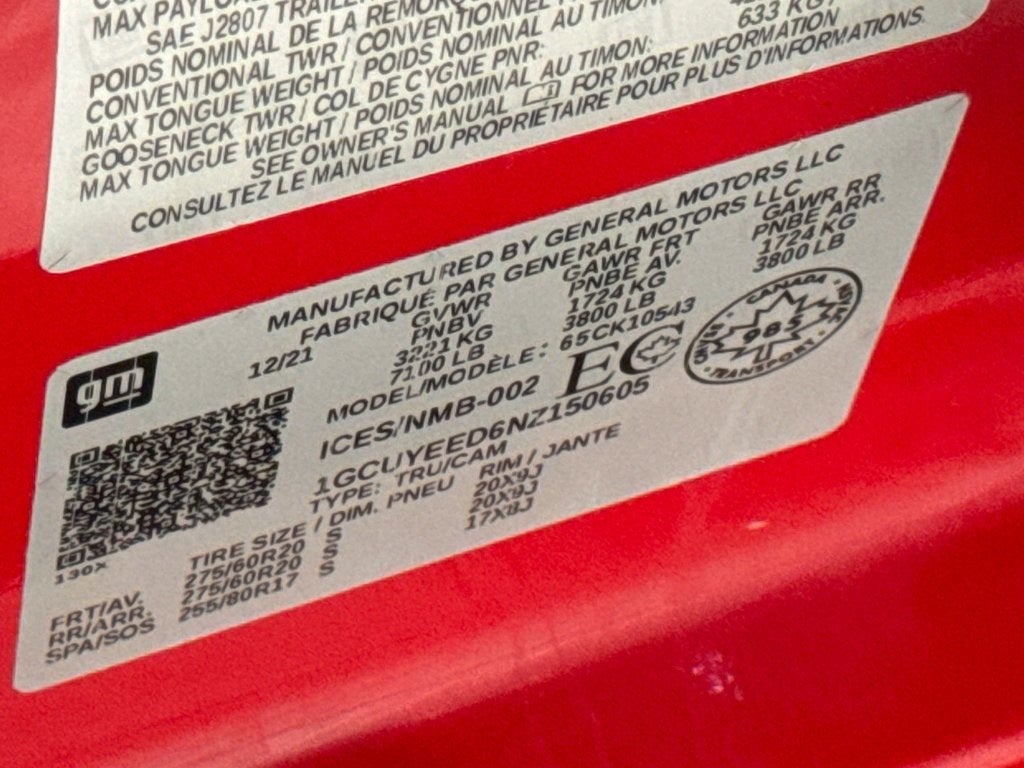 MAX PAYLOA
SAE J2807 TRAILE
POIDS NOMINAL DE LA REMORQ
CONVENTIONAL TWR / CONVENTIONNEL
MAX TONGUE WEIGHT / POIDS NOMINAL AU TIMON:
GOOSENECK TWR / COL DE CYGNE PNR:
633 KG
MAX TONGUE WEIGHT / POIDS NOMINAL AU TIMON:
SEE OWNER'S MANUAL FOR MORE INFORMATION
CONSULTEZ LE MANUEL DU PROPRIETAIRE POUR PLUS D'INFORMATIONS
MANUFACTURED BY GENERAL MOTORS LLC
FABRIQUÉ PAR GENERAL MOTORS LLC
gm
12/21
GVWR GAWR FRT GAWR RR
PNBV PNBE AV. PNBE ARR.
3221 KG 1724 KG 1724 KG
7100 LB 3800 LB 3800 LB
MODEL/MODÈLE: 65CK10543
ICES/NMB-002 EC
CANADA
983
TRANSPORT
1GCUYEED6NZ150605
TYPE: TRU/CAM
130X
TIRE SIZE / DIM. PNEU RIM / JANTE
FRT/AV. 275/60R20 S 20X9J
RR/ARR. 275/60R20 S 20X9J
SPA/SOS 255/80R17 S 17X8J